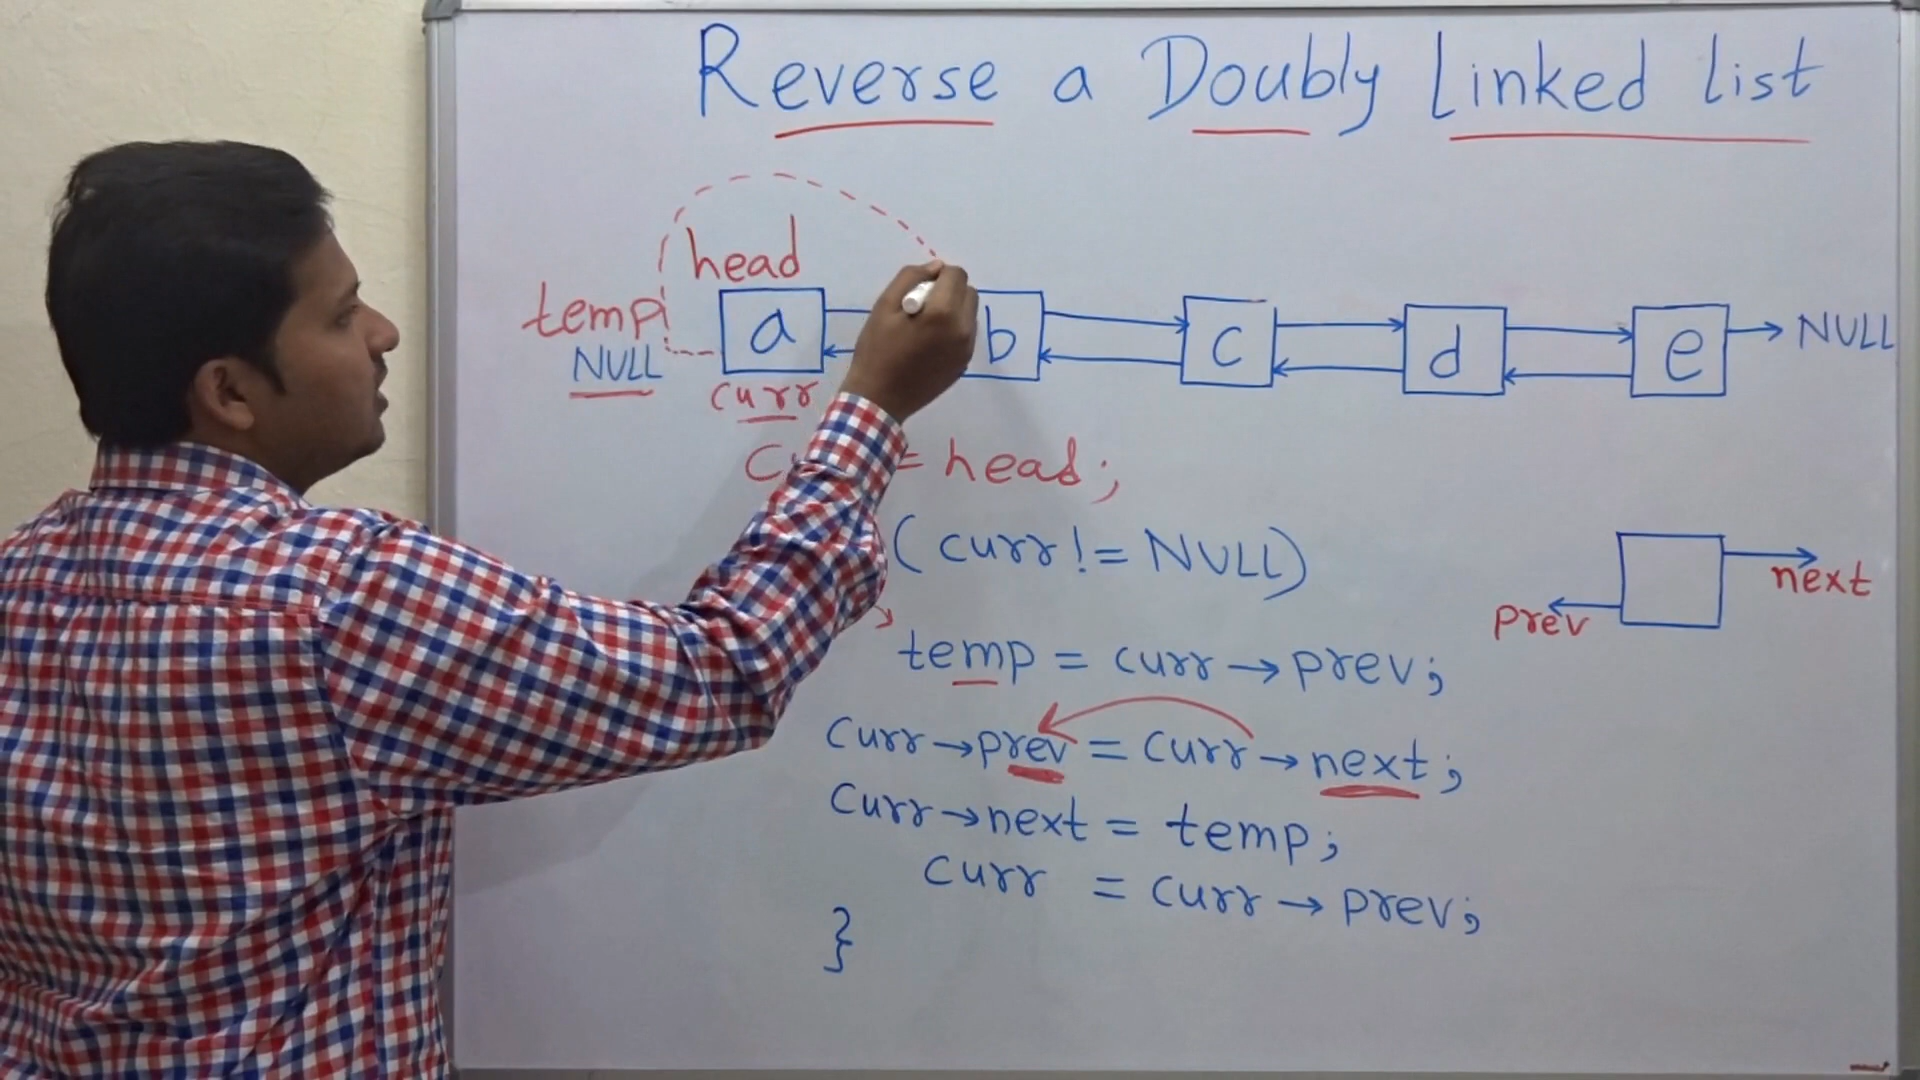 Reverse a Doubly Linked list
head
temp
NULL
a b c d e NULL
curr
= head;
(curr != NULL)
next
prev
temp = curr → prev;
curr → prev = curr → next;
curr → next = temp;
curr = curr → prev;
}